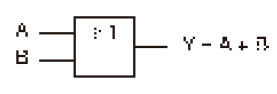 A
≥ 1
B
Y = A + B